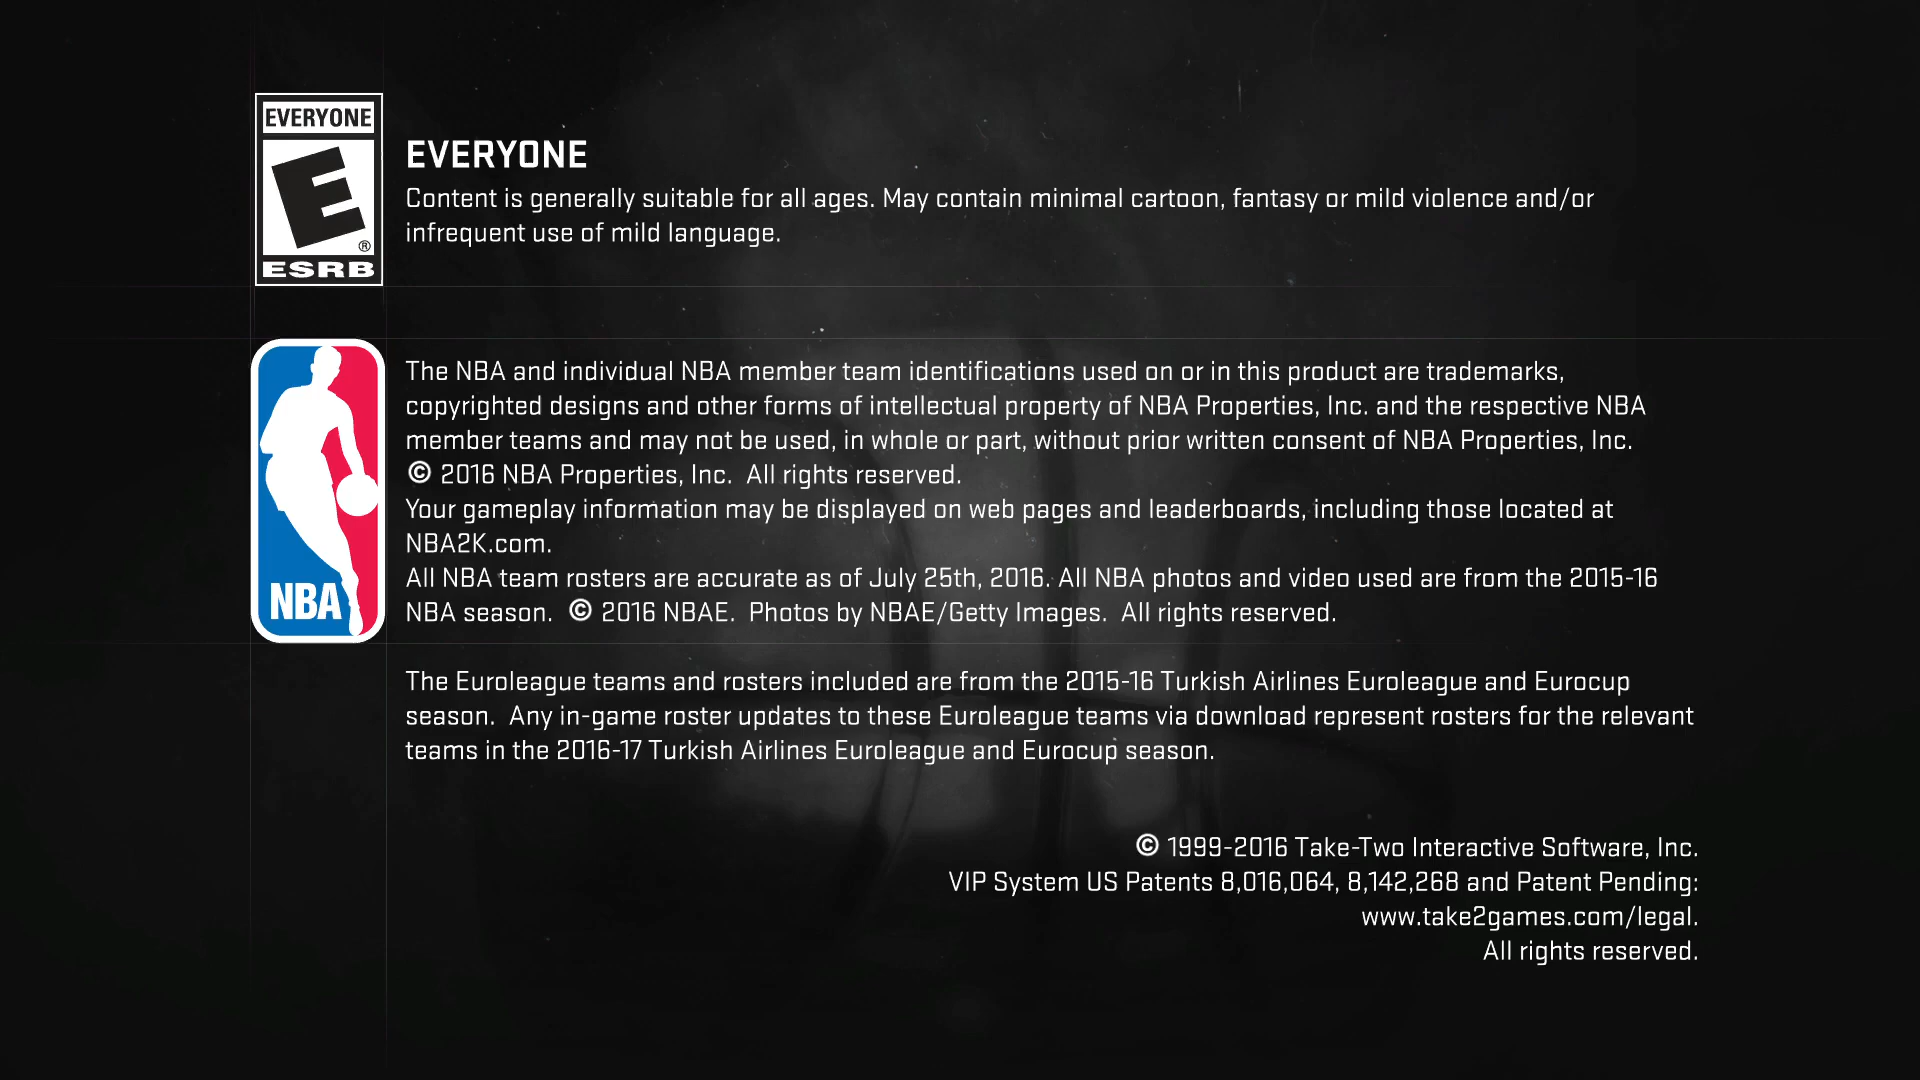 EVERYONE
E
®
ESRB
EVERYONE
Content is generally suitable for all ages. May contain minimal cartoon, fantasy or mild violence and/or
infrequent use of mild language.
NBA
The NBA and individual NBA member team identifications used on or in this product are trademarks,
copyrighted designs and other forms of intellectual property of NBA Properties, Inc. and the respective NBA
member teams and may not be used, in whole or part, without prior written consent of NBA Properties, Inc.
© 2016 NBA Properties, Inc.  All rights reserved.
Your gameplay information may be displayed on web pages and leaderboards, including those located at
NBA2K.com.
All NBA team rosters are accurate as of July 25th, 2016. All NBA photos and video used are from the 2015-16
NBA season.  © 2016 NBAE.  Photos by NBAE/Getty Images.  All rights reserved.
The Euroleague teams and rosters included are from the 2015-16 Turkish Airlines Euroleague and Eurocup
season.  Any in-game roster updates to these Euroleague teams via download represent rosters for the relevant
teams in the 2016-17 Turkish Airlines Euroleague and Eurocup season.
© 1999-2016 Take-Two Interactive Software, Inc.
VIP System US Patents 8,016,064, 8,142,268 and Patent Pending:
www.take2games.com/legal.
All rights reserved.